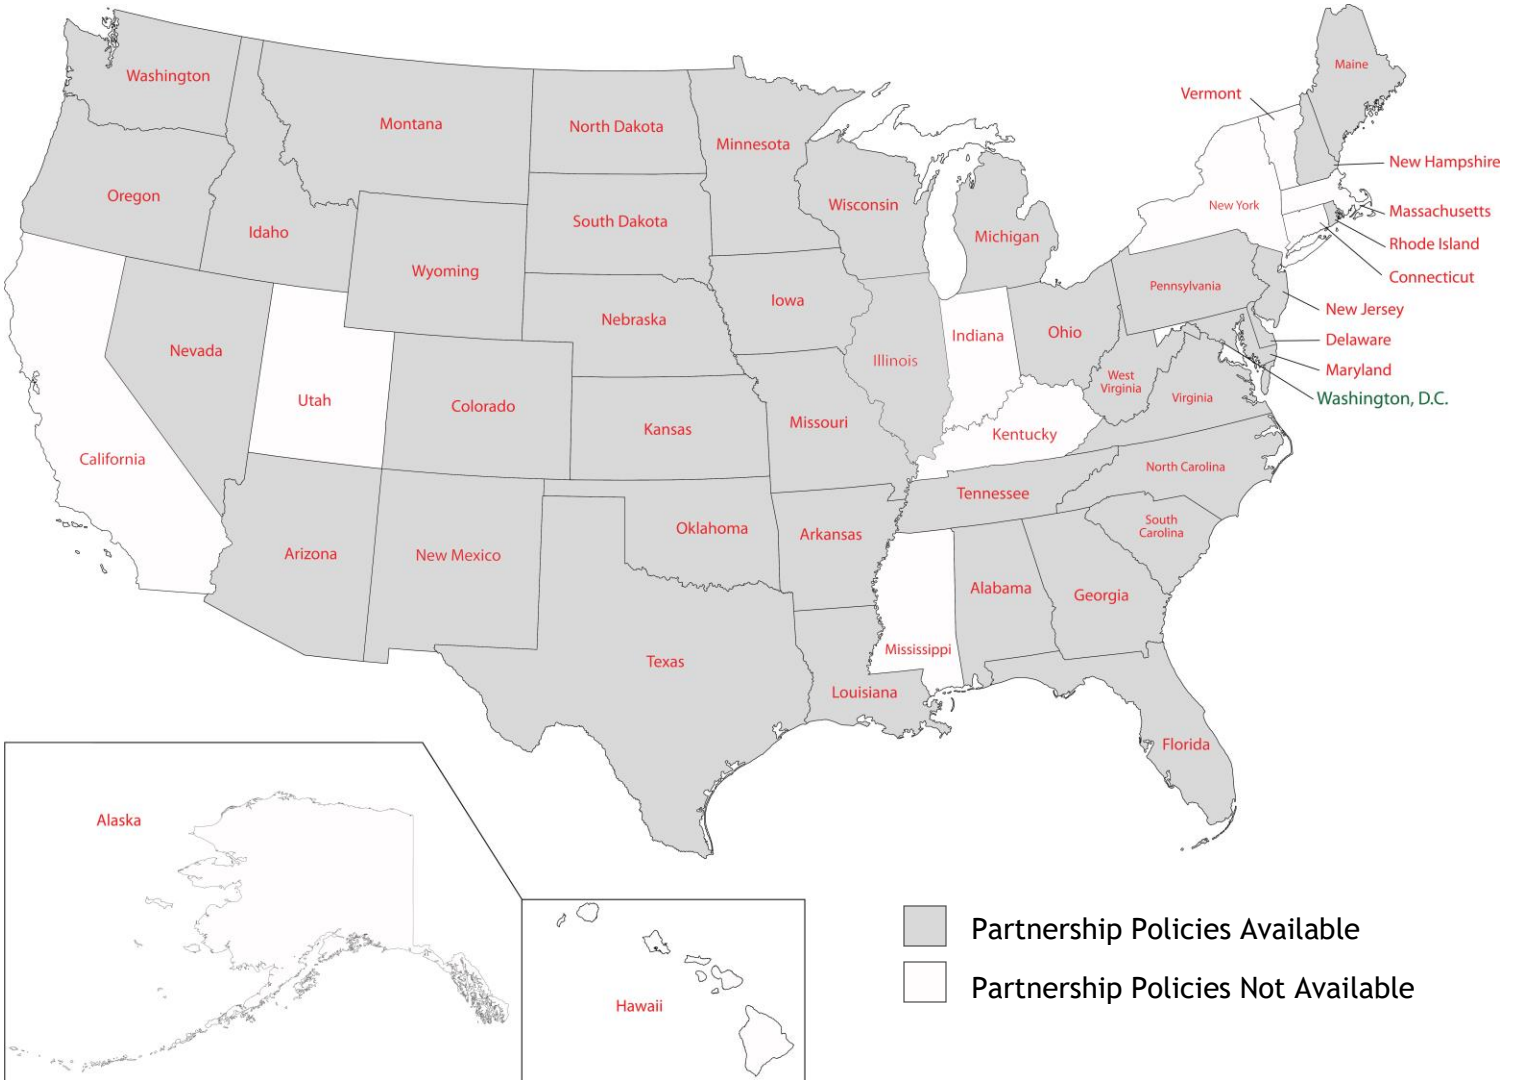 Washington
Montana
North Dakota
Minnesota
Maine
Vermont
New Hampshire
Oregon
Idaho
Wyoming
South Dakota
Wisconsin
Michigan
New York
Massachusetts
Rhode Island
Connecticut
Nevada
Utah
Colorado
Nebraska
Iowa
Illinois
Indiana
Ohio
Pennsylvania
New Jersey
Delaware
Maryland
Washington, D.C.
West
Virginia
Virginia
California
Kansas
Missouri
Kentucky
North Carolina
Tennessee
South
Carolina
Arizona
New Mexico
Oklahoma
Arkansas
Alabama
Georgia
Mississippi
Texas
Louisiana
Florida
Alaska
Hawaii
Partnership Policies Available
Partnership Policies Not Available